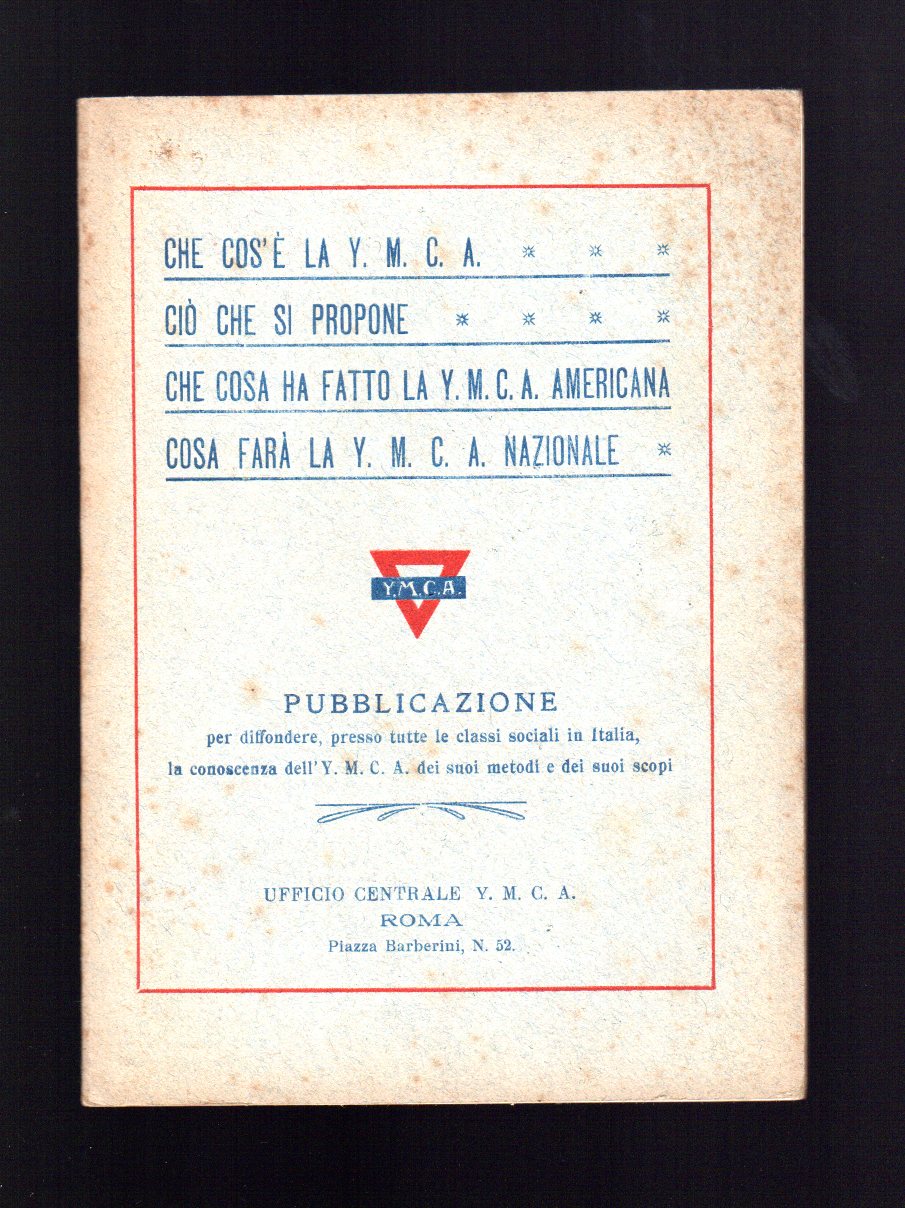 CHE COS'È LA Y. M. C. A.
CIÒ CHE SI PROPONE
CHE COSA HA FATTO LA Y. M. C. A. AMERICANA
COSA FARÀ LA Y. M. C. A. NAZIONALE
Y.M.C.A.
PUBBLICAZIONE
per diffondere, presso tutte le classi sociali in Italia,
la conoscenza dell'Y. M. C. A. dei suoi metodi e dei suoi scopi
UFFICIO CENTRALE Y. M. C. A.
ROMA
Piazza Barberini, N. 52.